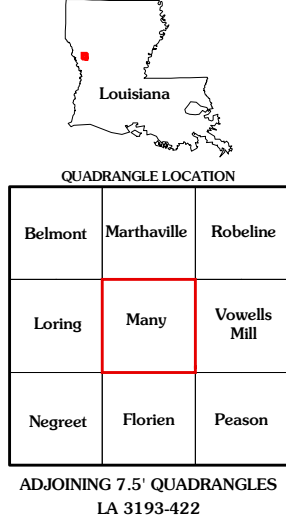 Louisiana
QUADRANGLE LOCATION
Belmont Marthaville Robeline
Loring Many Vowells
Mill
Negreet Florien Peason
ADJOINING 7.5' QUADRANGLES
LA 3193-422